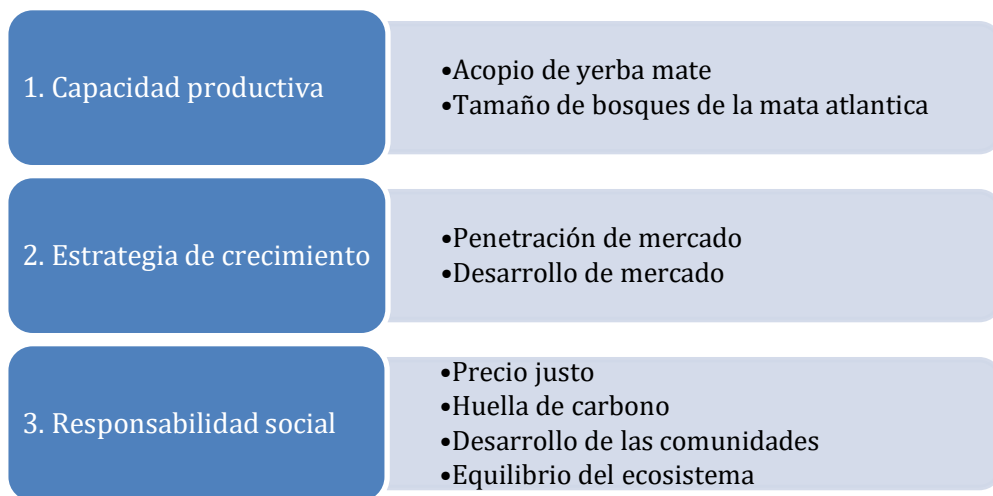 1. Capacidad productiva
•Acopio de yerba mate
•Tamaño de bosques de la mata atlantica
2. Estrategia de crecimiento
•Penetración de mercado
•Desarrollo de mercado
3. Responsabilidad social
•Precio justo
•Huella de carbono
•Desarrollo de las comunidades
•Equilibrio del ecosistema